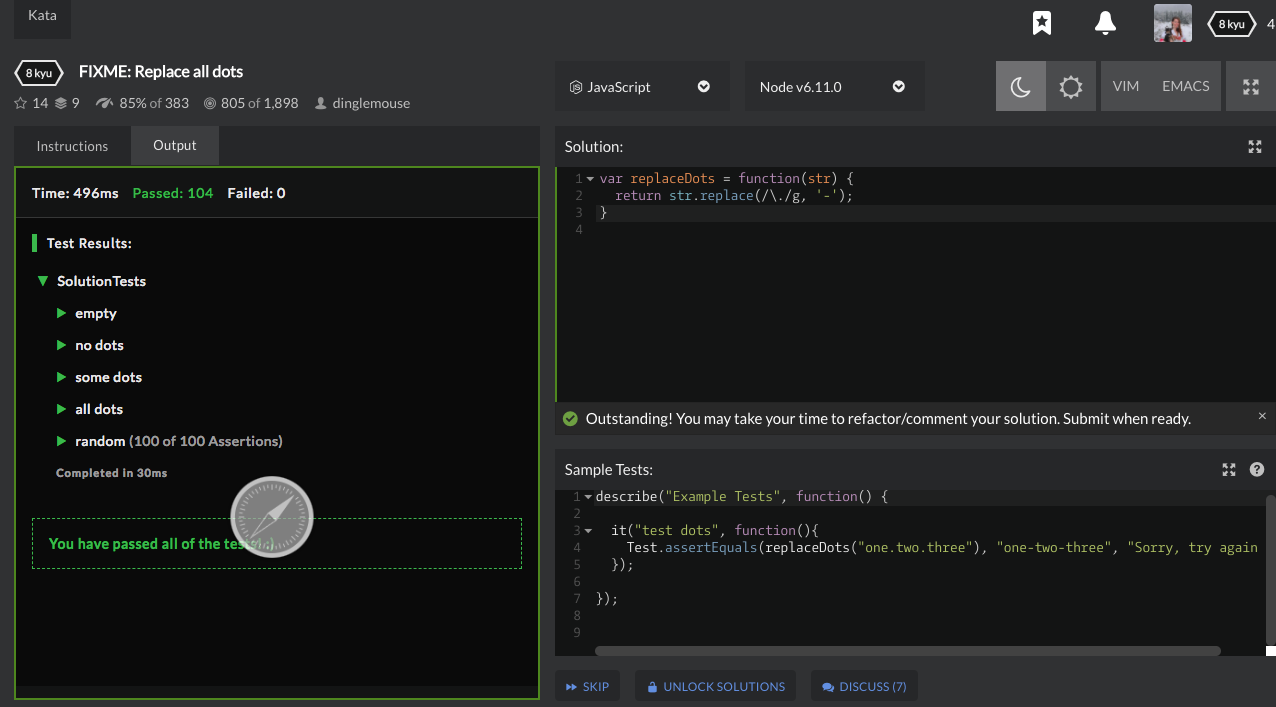 Kata
8 kyu
4
8 kyu FIXME: Replace all dots
14 9 85% of 383 805 of 1,898 dinglemouse
JavaScript
Node v6.11.0
VIM EMACS
Instructions Output
Time: 496ms Passed: 104 Failed: 0
Test Results:
SolutionTests
empty
no dots
some dots
all dots
random (100 of 100 Assertions)
Completed in 30ms
You have passed all of the
Solution:
1 var replaceDots = function(str) {
2 return str.replace(/\./g, '-');
3 }
4
Outstanding! You may take your time to refactor/comment your solution. Submit when ready.
Sample Tests:
1 describe("Example Tests", function() {
2
3 it("test dots", function(){
4 Test.assertEquals(replaceDots("one.two.three"), "one-two-three", "Sorry, try again
5 });
6
7 });
8
9
SKIP UNLOCK SOLUTIONS DISCUSS (7)